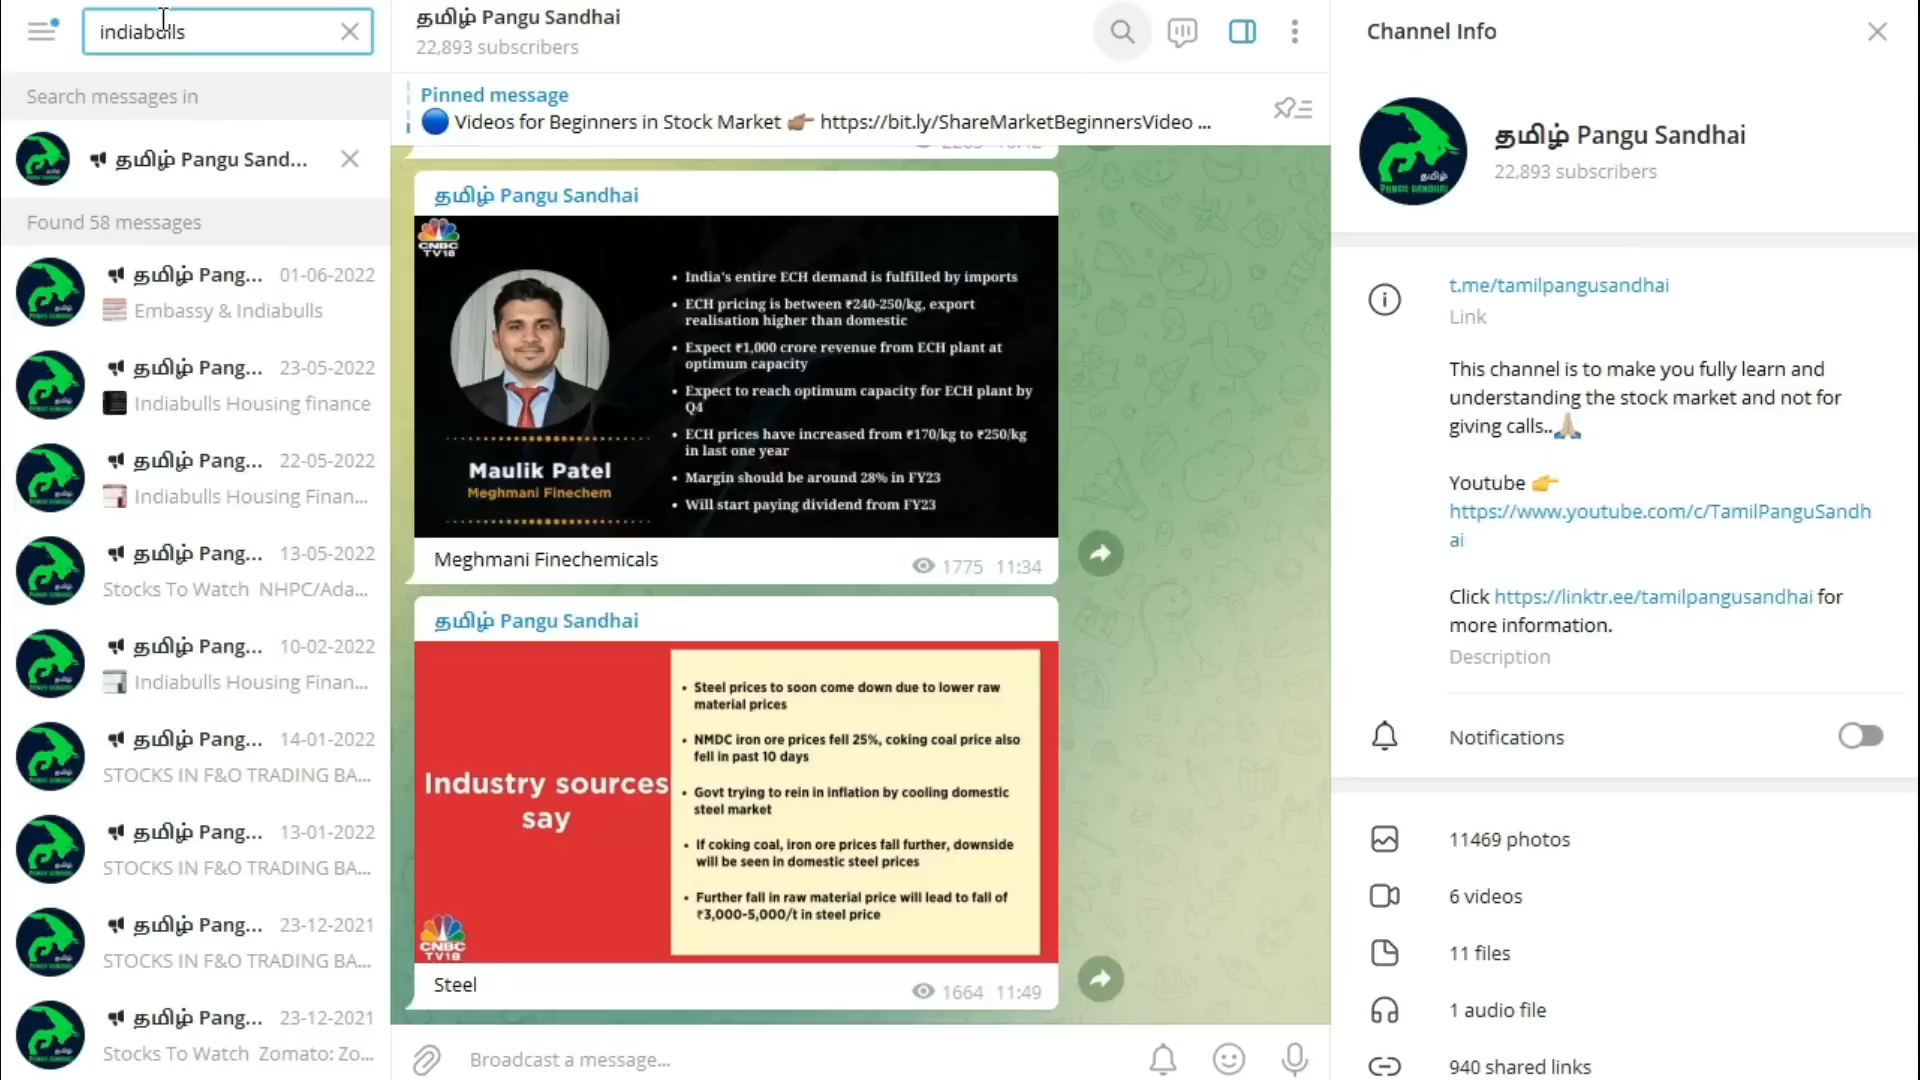 indiabulls
Search messages in
தமிழ் Pangu Sand...
Found 58 messages
தமிழ் Pang... 01-06-2022
Embassy & Indiabulls
தமிழ் Pang... 23-05-2022
Indiabulls Housing finance
தமிழ் Pang... 22-05-2022
Indiabulls Housing Finan...
தமிழ் Pang... 13-05-2022
Stocks To Watch NHPC/Ada...
தமிழ் Pang... 10-02-2022
Indiabulls Housing Finan...
தமிழ் Pang... 14-01-2022
STOCKS IN F&O TRADING BA...
தமிழ் Pang... 13-01-2022
STOCKS IN F&O TRADING BA...
தமிழ் Pang... 23-12-2021
STOCKS IN F&O TRADING BA...
தமிழ் Pang... 23-12-2021
Stocks To Watch Zomato: Zo...
தமிழ் Pangu Sandhai
22,893 subscribers
Pinned message
🔵 Videos for Beginners in Stock Market 👉🏽 https://bit.ly/ShareMarketBeginnersVideo ...
தமிழ் Pangu Sandhai
CNBC
TV18
• India's entire ECH demand is fulfilled by imports
• ECH pricing is between ₹240-250/kg, export
realisation higher than domestic
• Expect ₹1,000 crore revenue from ECH plant at
optimum capacity
• Expect to reach optimum capacity for ECH plant by
Q4
• ECH prices have increased from ₹170/kg to ₹250/kg
in last one year
• Margin should be around 28% in FY23
• Will start paying dividend from FY23
Maulik Patel
Meghmani Finechem
Meghmani Finechemicals
1775 11:34
தமிழ் Pangu Sandhai
Industry sources
say
• Steel prices to soon come down due to lower raw
material prices
• NMDC iron ore prices fell 25%, coking coal price also
fell in past 10 days
• Govt trying to rein in inflation by cooling domestic
steel market
• If coking coal, iron ore prices fall further, downside
will be seen in domestic steel prices
• Further fall in raw material price will lead to fall of
₹3,000-5,000/t in steel price
CNBC
TV18
Steel
1664 11:49
Broadcast a message...
Channel Info
தமிழ்
PANGU SANDHAI
தமிழ் Pangu Sandhai
22,893 subscribers
t.me/tamilpangusandhai
Link
This channel is to make you fully learn and
understanding the stock market and not for
giving calls..🙏🏼
Youtube 👉
https://www.youtube.com/c/TamilPanguSandh
ai
Click https://linktr.ee/tamilpangusandhai for
more information.
Description
Notifications
11469 photos
6 videos
11 files
1 audio file
940 shared links